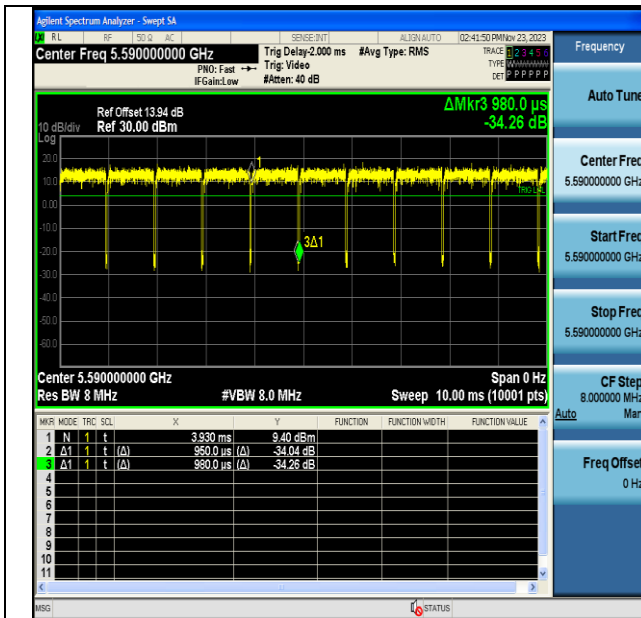 Agilent Spectrum Analyzer - Swept SA
RL RF 50 Ω AC SENSE:INT ALIGN AUTO 02:41:50 PM Nov 23, 2023
Center Freq 5.590000000 GHz
Trig Delay-2.000 ms #Avg Type: RMS TRACE 1 2 3 4 5 6
PNO: Fast Trig: Video TYPE
IFGain:Low #Atten: 40 dB DET P P P P P P
ΔMkr3 980.0 µs
-34.26 dB
Ref Offset 13.94 dB
10 dB/div Ref 30.00 dBm
Log
20.0
10.0
0.00
-10.0
-20.0
-30.0
-40.0
-50.0
-60.0
1
TRIG LVL
3Δ1
Center 5.590000000 GHz Span 0 Hz
Res BW 8 MHz #VBW 8.0 MHz Sweep 10.00 ms (10001 pts)
MKR MODE TRC SCL X Y FUNCTION FUNCTION WIDTH FUNCTION VALUE
1 N 1 t 3.930 ms 9.40 dBm
2 Δ1 1 t (Δ) 950.0 µs (Δ) -34.04 dB
3 Δ1 1 t (Δ) 980.0 µs (Δ) -34.26 dB
4
5
6
7
8
9
10
11
MSG STATUS
Frequency
Auto Tune
Center Freq
5.590000000 GHz
Start Freq
5.590000000 GHz
Stop Freq
5.590000000 GHz
CF Step
8.000000 MHz
Auto Man
Freq Offset
0 Hz